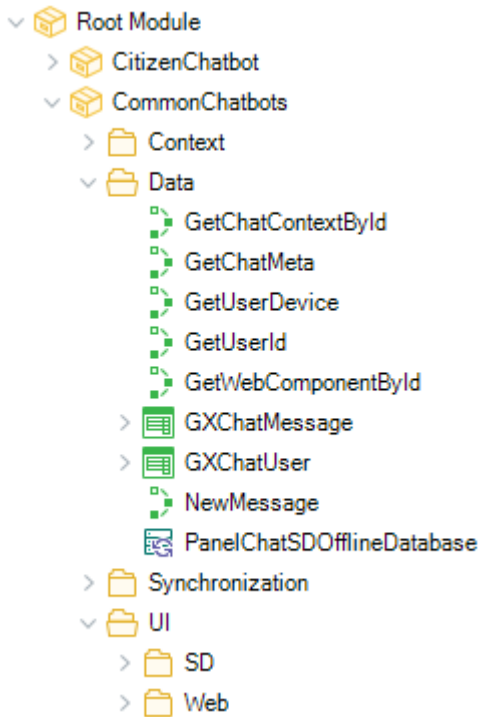 Root Module
CitizenChatbot
CommonChatbots
Context
Data
GetChatContextById
GetChatMeta
GetUserDevice
GetUserId
GetWebComponentById
GXChatMessage
GXChatUser
NewMessage
PanelChatSDOfflineDatabase
Synchronization
UI
SD
Web